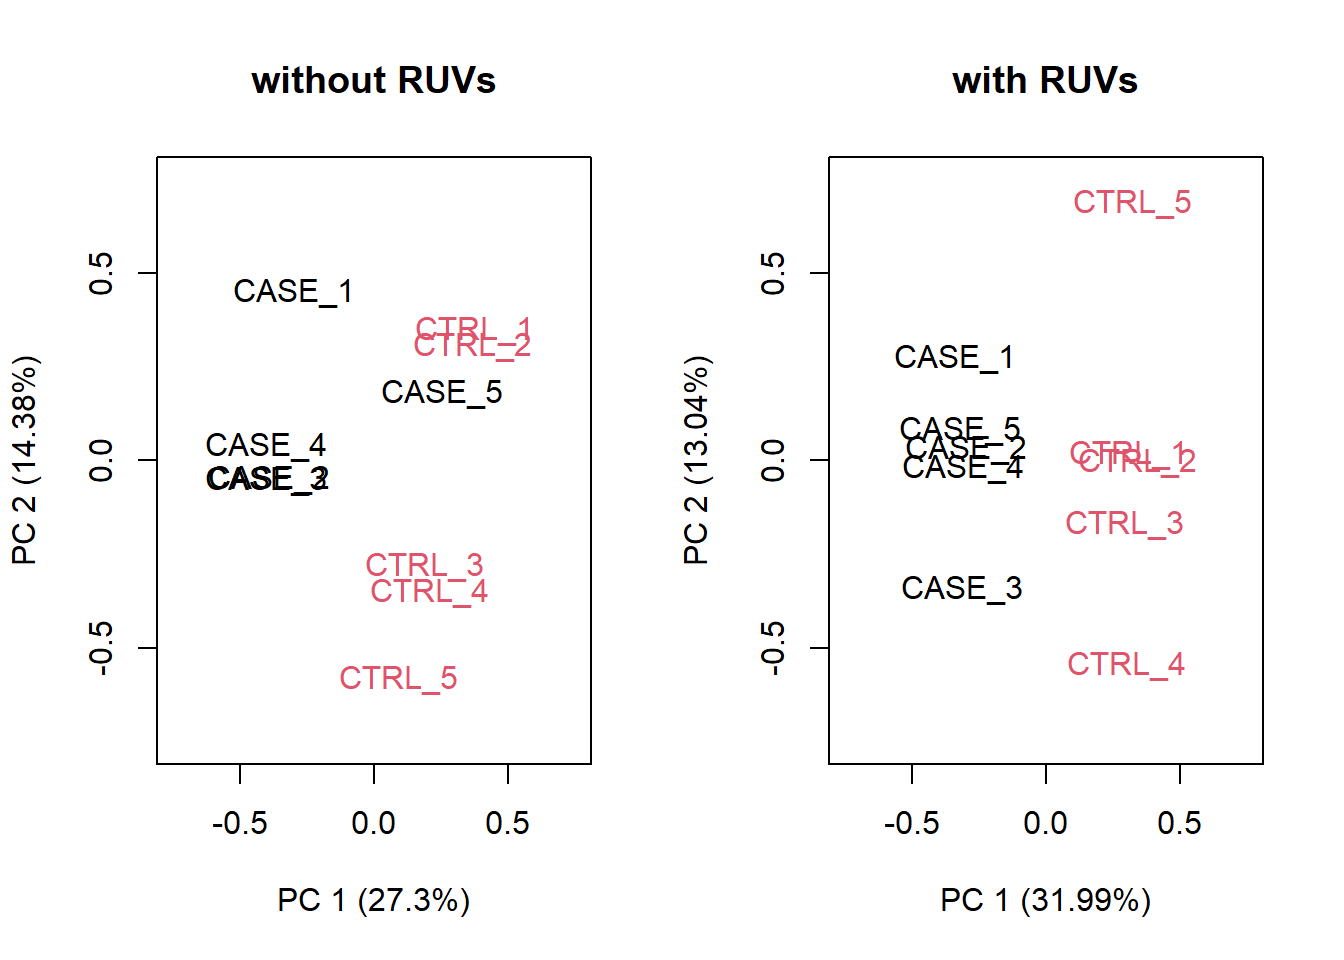 without RUVs
PC 2 (14.38%)
0.5
0.0
-0.5
CASE_1
CTRL_1
CTRL_2
CASE_5
CASE_4
CASE_3
CTRL_3
CTRL_4
CTRL_5
-0.5 0.0 0.5
PC 1 (27.3%)
with RUVs
PC 2 (13.04%)
0.5
0.0
-0.5
CTRL_5
CASE_1
CASE_5
CASE_2
CTRL_1
CTRL_2
CASE_4
CTRL_3
CASE_3
CTRL_4
-0.5 0.0 0.5
PC 1 (31.99%)